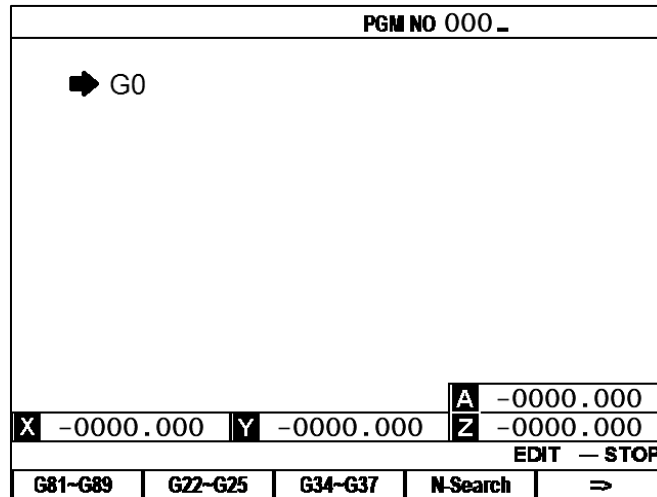 PGM NO 000_
➡ G0
A -0000.000
X -0000.000 Y -0000.000 Z -0000.000
EDIT — STOP
G81~G89 G22~G25 G34~G37 N-Search =>